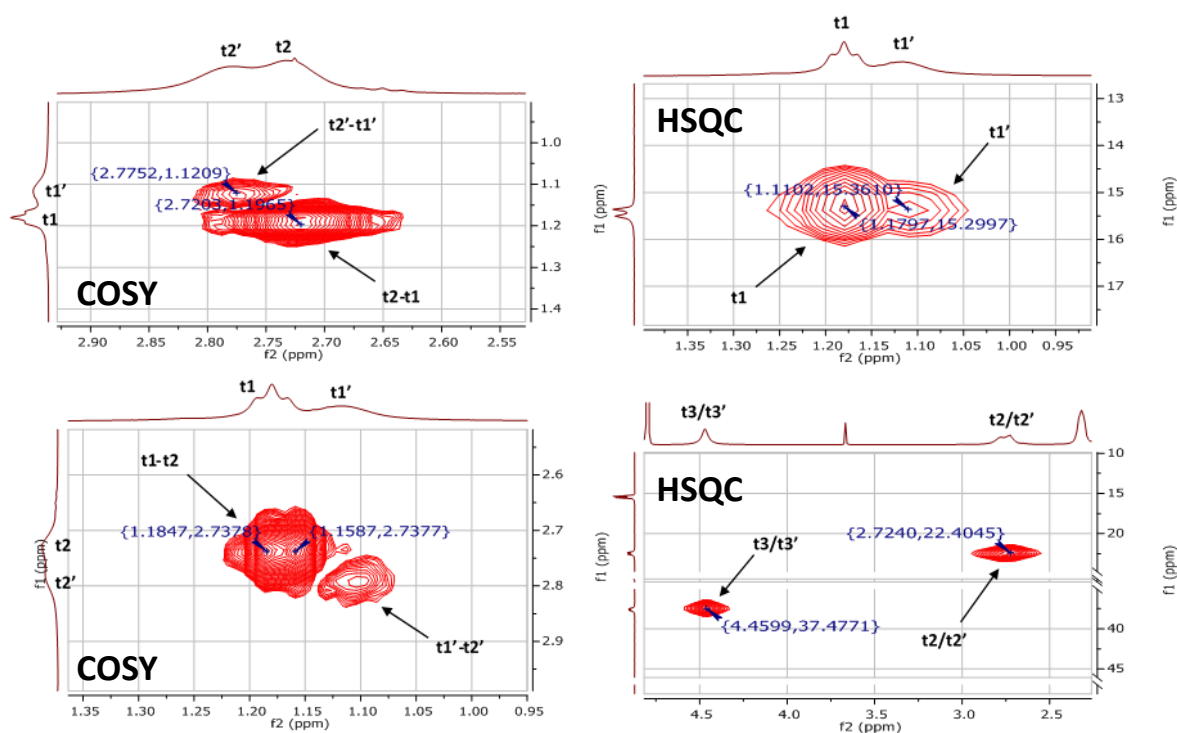 t2’ t2
t2’-t1’
{2.7752,1.1209}
{2.7203,1.1965}
t1’
t1
t2-t1
COSY
1.0
1.1
1.2
1.3
1.4
f1 (ppm)
2.90 2.85 2.80 2.75 2.70 2.65 2.60 2.55
f2 (ppm)
t1
t1’
HSQC
t1’
{1.1102,15.3610}
{1.1797,15.2997}
t1
13
14
15
16
17
f1 (ppm)
1.35 1.30 1.25 1.20 1.15 1.10 1.05 1.00 0.95
f2 (ppm)
f1 (ppm)
t1 t1’
t1-t2
{1.1847,2.7378} {1.1587,2.7377}
t2
t2’
t1’-t2’
COSY
2.6
2.7
2.8
2.9
f1 (ppm)
1.35 1.30 1.25 1.20 1.15 1.10 1.05 1.00 0.95
f2 (ppm)
t3/t3’ t2/t2’
HSQC
{2.7240,22.4045}
t3/t3’
{4.4599,37.4771}
t2/t2’
10
15
20
40
45
f1 (ppm)
4.5 4.0 3.5 3.0 2.5
f2 (ppm)
f1 (ppm)